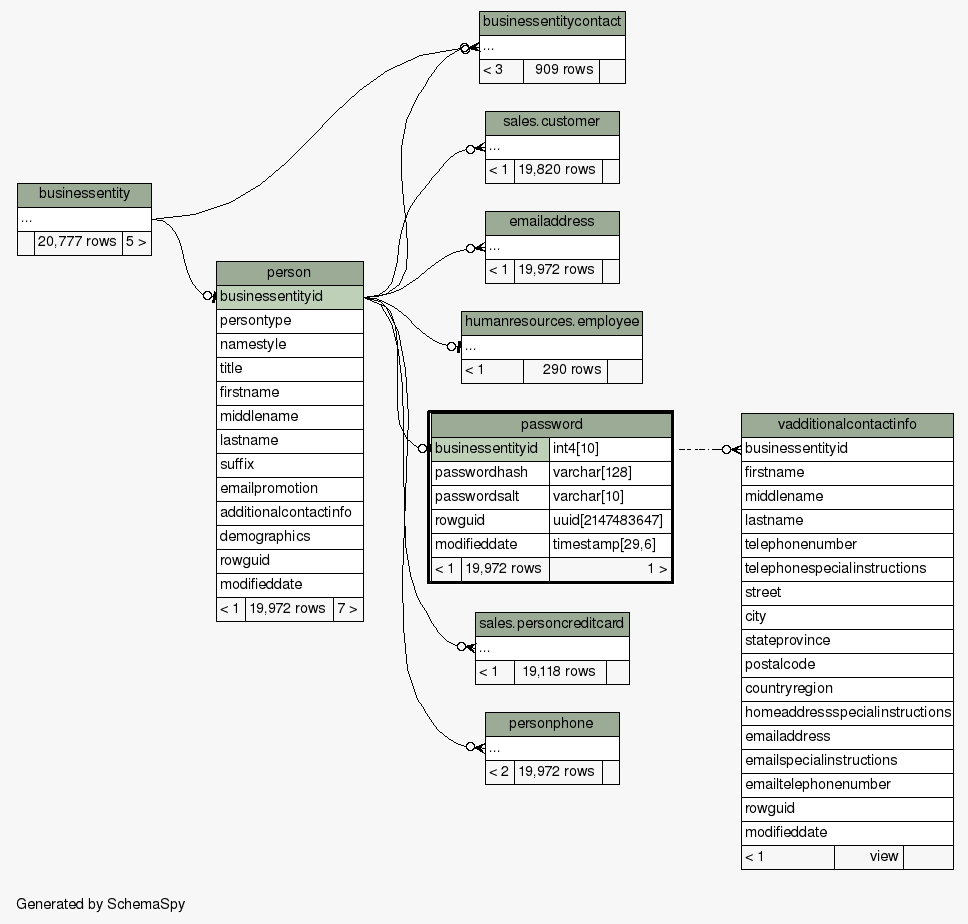 businessentitycontact
...
< 3 909 rows
sales.customer
...
< 1 19,820 rows
businessentity
...
20,777 rows 5 >
emailaddress
...
< 1 19,972 rows
person
businessentityid
persontype
namestyle
title
firstname
middlename
lastname
suffix
emailpromotion
additionalcontactinfo
demographics
rowguid
modifieddate
< 1 19,972 rows 7 >
humanresources.employee
...
< 1 290 rows
password
businessentityid int4[10]
passwordhash varchar[128]
passwordsalt varchar[10]
rowguid uuid[2147483647]
modifieddate timestamp[29,6]
< 1 19,972 rows 1 >
vadditionalcontactinfo
businessentityid
firstname
middlename
lastname
telephonenumber
telephonespecialinstructions
street
city
stateprovince
postalcode
countryregion
homeaddressspecialinstructions
emailaddress
emailspecialinstructions
emailtelephonenumber
rowguid
modifieddate
< 1 view
sales.personcreditcard
...
< 1 19,118 rows
personphone
...
< 2 19,972 rows
Generated by SchemaSpy